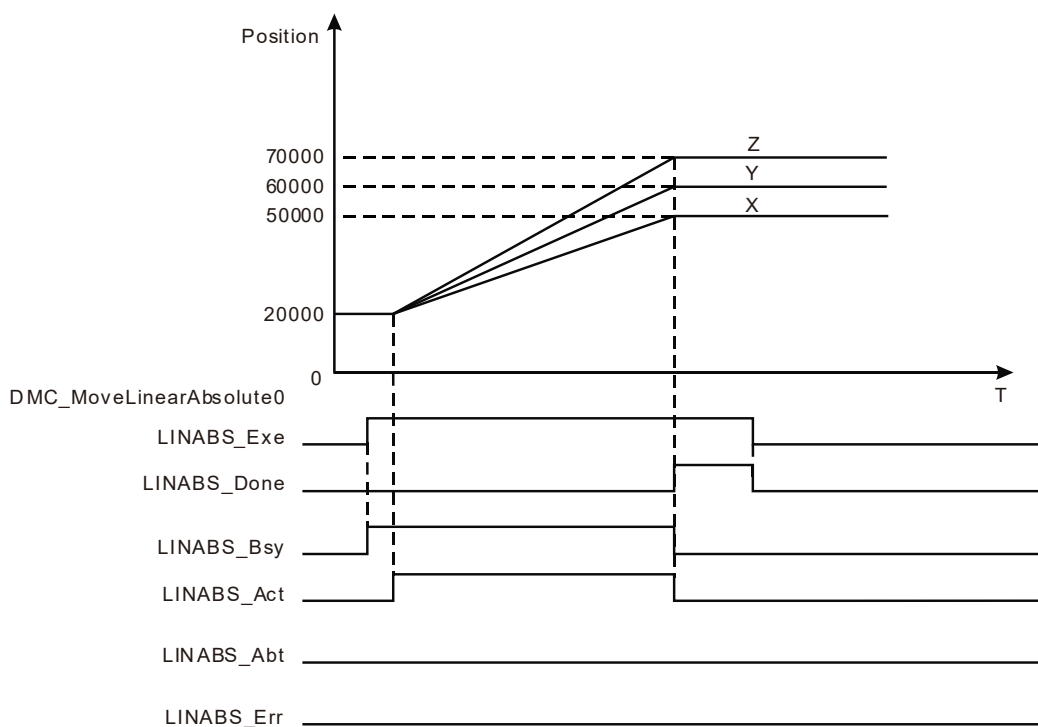 Position
Z
70000
Y
60000
X
50000
20000
0
T
DMC_MoveLinearAbsolute0
LINABS_Exe
LINABS_Done
LINABS_Bsy
LINABS_Act
LINABS_Abt
LINABS_Err